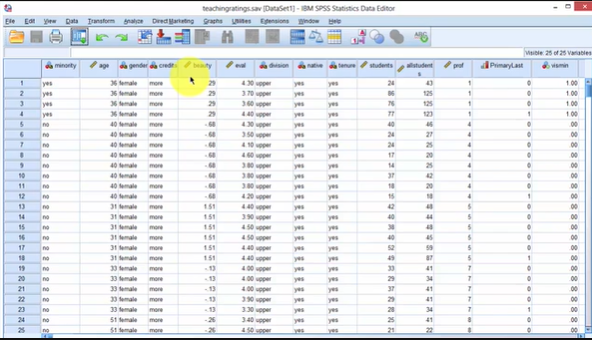 teachingratings.sav [DataSet1] - IBM SPSS Statistics Data Editor
File Edit View Data Transform Analyze Direct Marketing Graphs Utilities Extensions Window Help
Visible: 25 of 25 Variables
minority age gender credits beauty eval division native tenure students allstudents prof PrimaryLast vismin
1 yes 36 female more .29 4.30 upper yes yes 24 43 1 0 1.00
2 yes 36 female more .29 3.70 upper yes yes 86 125 1 0 1.00
3 yes 36 female more .29 3.60 upper yes yes 76 125 1 0 1.00
4 yes 36 female more .29 4.40 upper yes yes 77 123 1 1 1.00
5 no 40 female more -.68 upper yes yes 40 46 4 0 .00
6 no 40 female more -.68 upper yes yes 24 27 4 0 .00
7 no 40 female more -.68 4.10 upper yes yes 24 25 4 0 .00
8 no 40 female more -.68 4.60 upper yes yes 17 20 4 0 .00
9 no 40 female more -.68 3.80 upper yes yes 14 25 4 0 .00
10 no 40 female more -.68 3.80 upper yes yes 37 42 4 0 .00
11 no 40 female more -.68 3.80 upper yes yes 18 20 4 0 .00
12 no 40 female more -.68 4.20 upper yes yes 15 18 4 1 .00
13 no 31 female more 1.51 4.40 upper yes yes 42 48 5 0 .00
14 no 31 female more 1.51 3.90 upper yes yes 40 44 5 0 .00
15 no 31 female more 1.51 4.50 upper yes yes 38 48 5 0 .00
16 no 31 female more 1.51 4.50 upper yes yes 40 45 5 0 .00
17 no 31 female more 1.51 4.40 upper yes yes 52 59 5 0 .00
18 no 31 female more 1.51 4.40 upper yes yes 49 87 5 1 .00
19 no 33 female more -.13 4.00 upper yes yes 33 41 7 0 .00
20 no 33 female more -.13 upper yes yes 29 34 7 0 .00
21 no 33 female more -.13 4.00 upper yes yes 37 41 7 0 .00
22 no 33 female more -.13 3.90 upper yes yes 29 41 7 0 .00
23 no 33 female more -.13 3.30 upper yes yes 28 34 7 1 .00
24 no 51 female more -.26 3.40 upper yes yes 25 41 8 0 .00
25 no 51 female more -.26 4.50 upper yes yes 21 22 8 0 .00